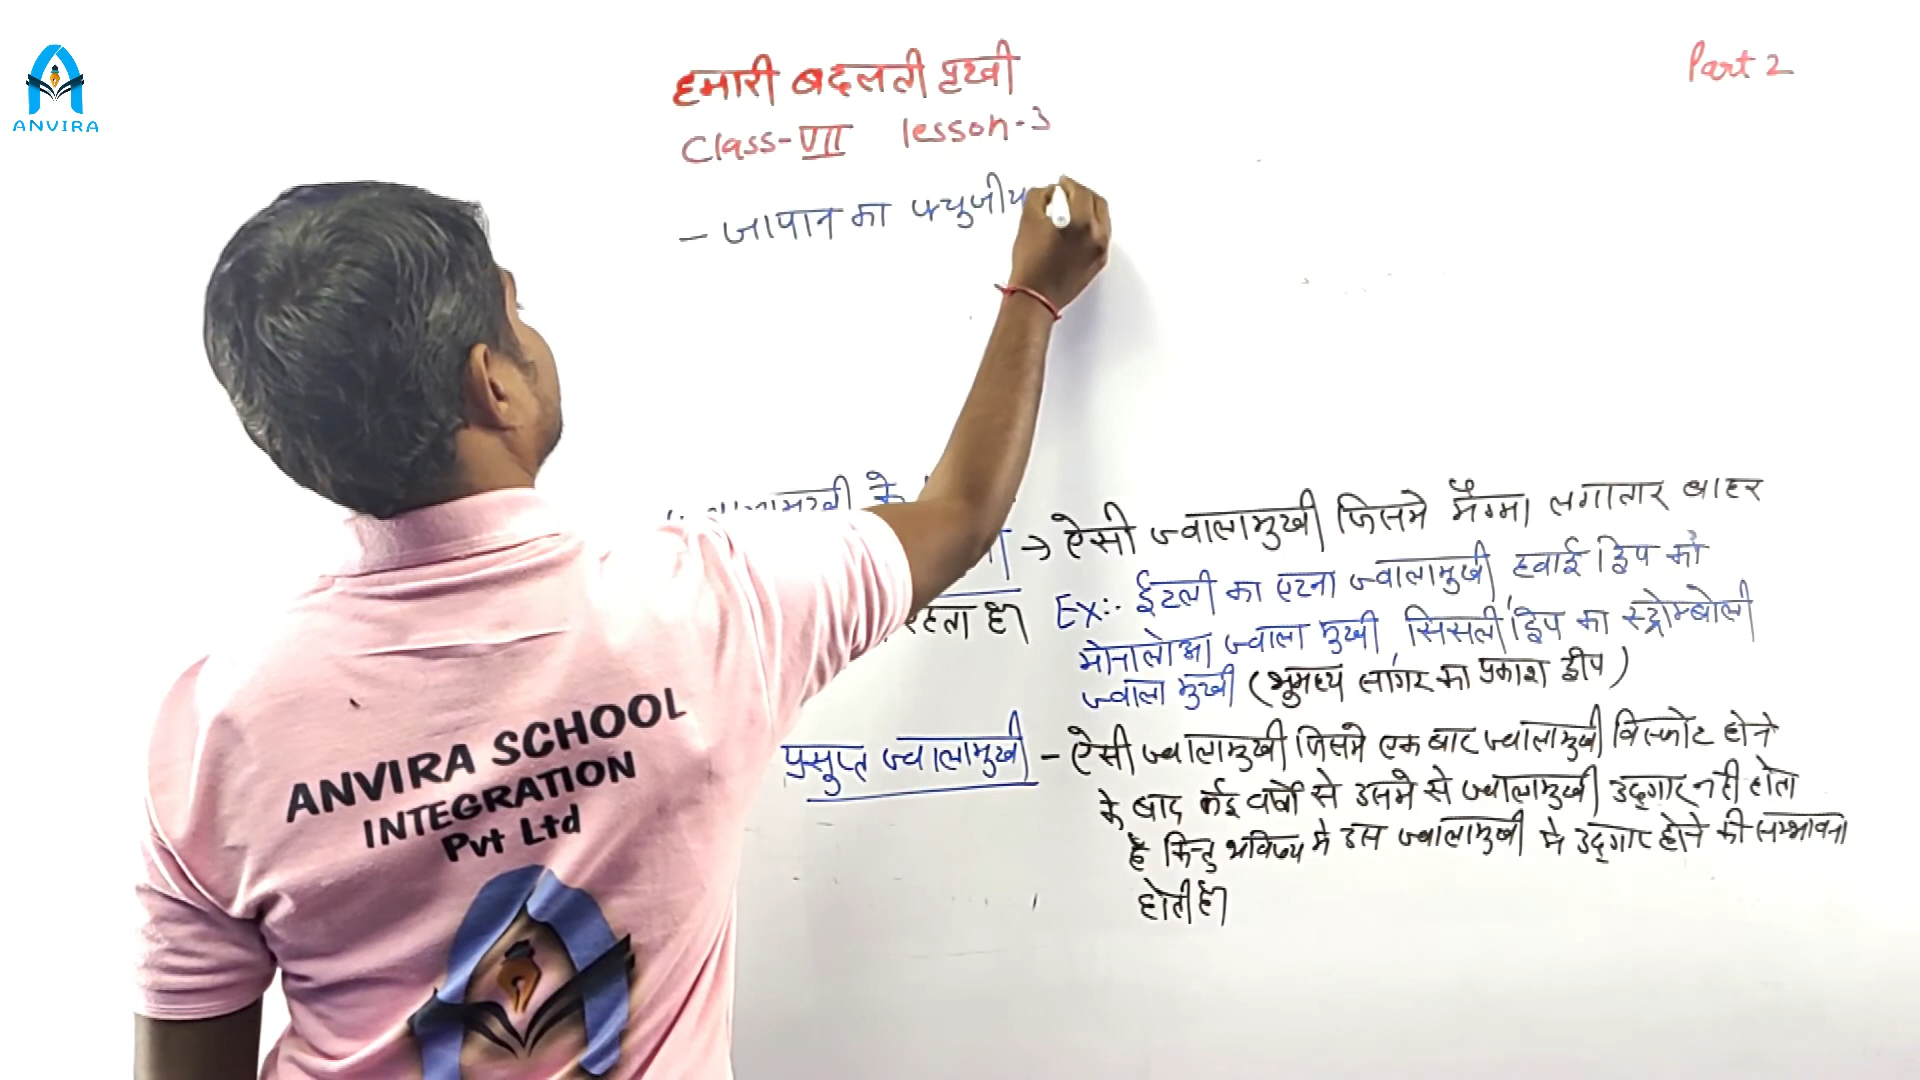 ANVIRA
Part 2
हमारी बदलती पृथ्वी
Class-VII lesson-3
- जापान का फ्युजीय
ज्वालामुखी के
→ ऐसी ज्वालामुखी जिसमे मैग्मा लगातार बाहर
रहता है।
Ex:- ईटली का एटना ज्वालामुखी, हवाई द्विप को
मोनालोआ ज्वाला मुखी, सिसली द्विप का स्ट्रोम्बोली
ज्वाला मुखी (भूमध्य सागर का प्रकाश द्वीप)
प्रसुप्त ज्वालामुखी - ऐसी ज्वालामुखी जिसमे एक बार ज्वालामुखी विस्फोट होने
के बाद कई वर्षो से उसमे से ज्वालामुखी उद्गार नही होता
है किन्तु भविष्य मे उस ज्वालामुखी मे उद्गार होने की सम्भावना
होती है।
ANVIRA SCHOOL
INTEGRATION
Pvt Ltd